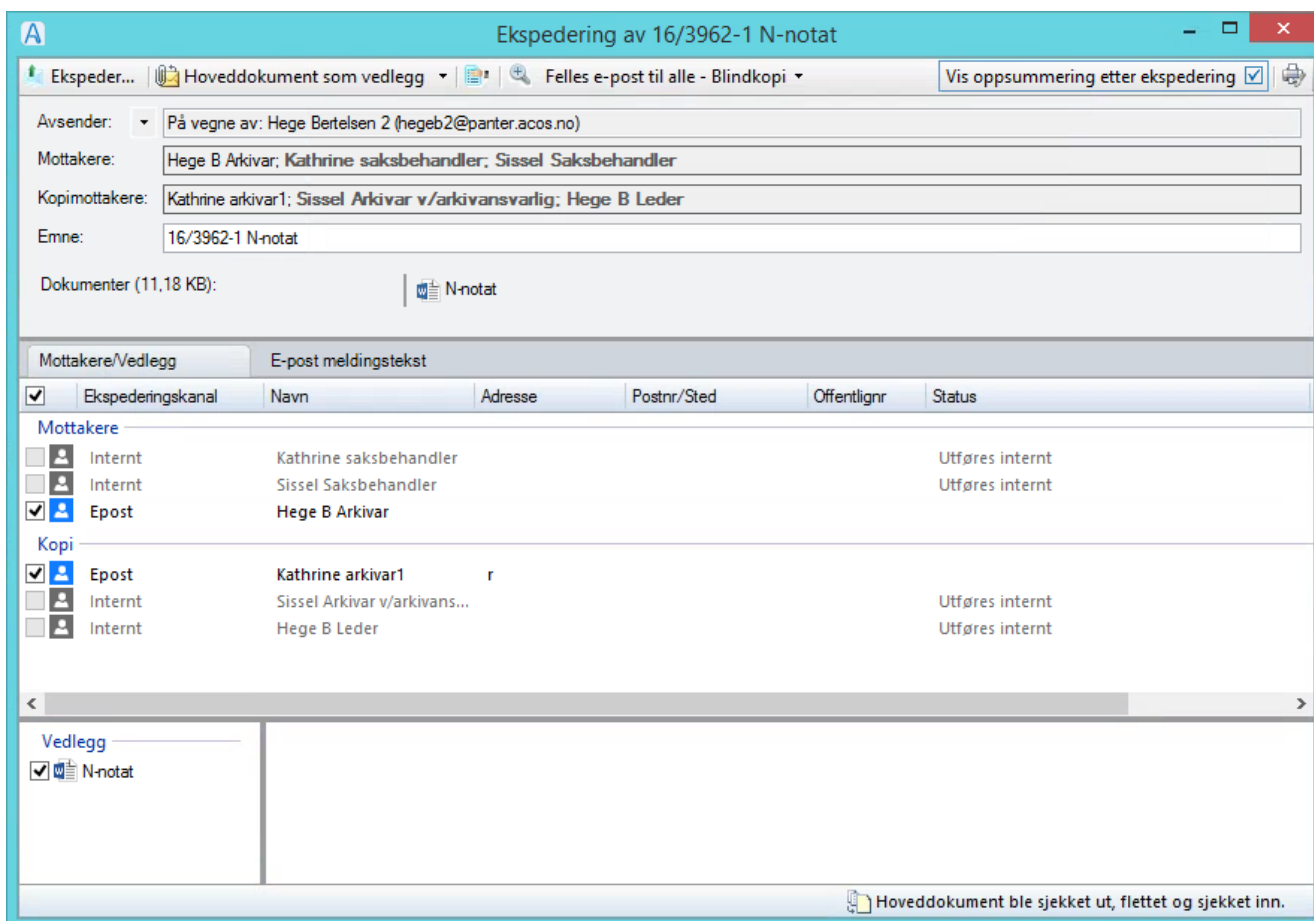 A
Ekspedering av 16/3962-1 N-notat
Ekspeder... Hoveddokument som vedlegg Felles e-post til alle - Blindkopi Vis oppsummering etter ekspedering
Avsender: På vegne av: Hege Bertelsen 2 (hegeb2@panter.acos.no)
Mottakere: Hege B Arkivar; Kathrine saksbehandler; Sissel Saksbehandler
Kopimottakere: Kathrine arkivar1; Sissel Arkivar v/arkivansvarlig; Hege B Leder
Emne: 16/3962-1 N-notat
Dokumenter (11,18 KB): N-notat
Mottakere/Vedlegg E-post meldingstekst
Ekspederingskanal Navn Adresse Postnr/Sted Offentlignr Status
Mottakere
Internt Kathrine saksbehandler Utføres internt
Internt Sissel Saksbehandler Utføres internt
Epost Hege B Arkivar
Kopi
Epost Kathrine arkivar1 r
Internt Sissel Arkivar v/arkivans... Utføres internt
Internt Hege B Leder Utføres internt
Vedlegg
N-notat
Hoveddokument ble sjekket ut, flettet og sjekket inn.